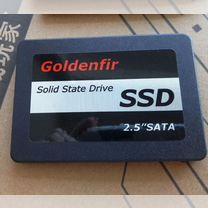 Goldenfir
Solid State Drive
SSD
2.5"SATA